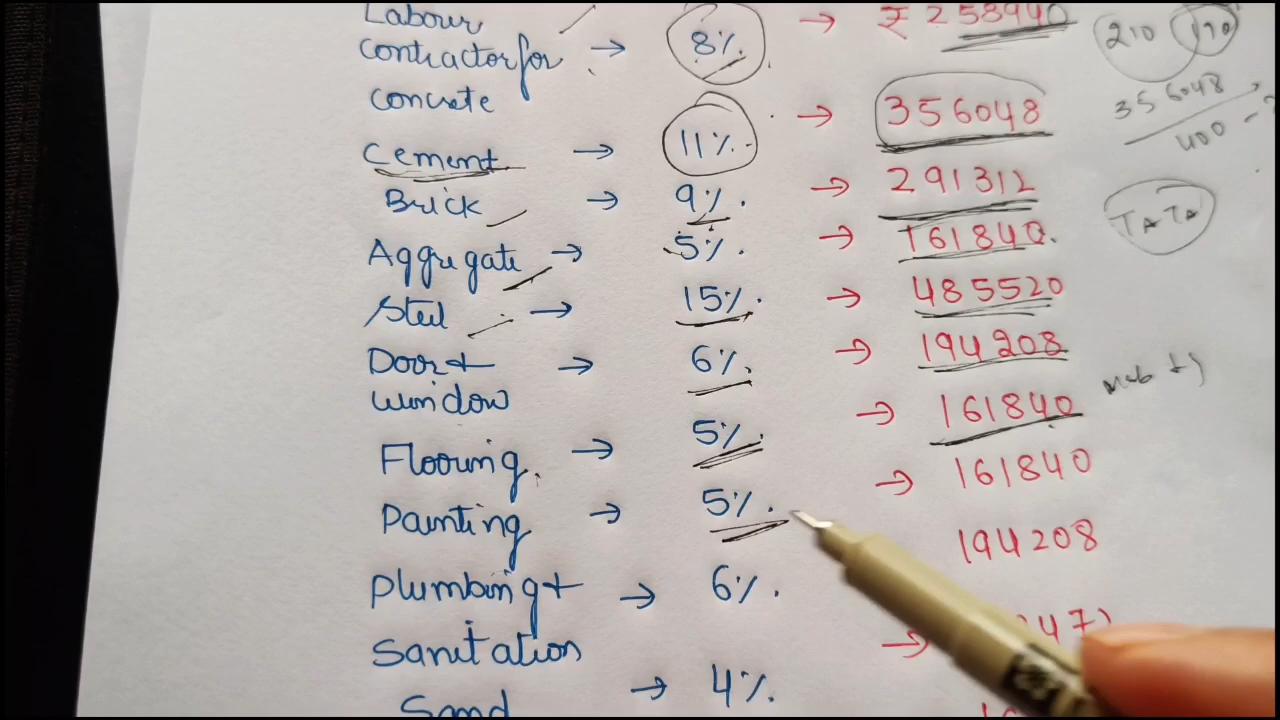 Labour → ₹ 258940 210 170
contractor for → 8%.
concrete
Cement → 11%. → 356048 356048
400
Brick → 9%. → 291312
Aggregate → 5%. → 161840. TATA
Steel → 15%. → 485520
Door + → 6%. → 194208
window
Flooring → 5%. → 161840
Painting → 5%. → 161840
Plumbing + → 6%. 194208
Sanitation →
Sand → 4%.